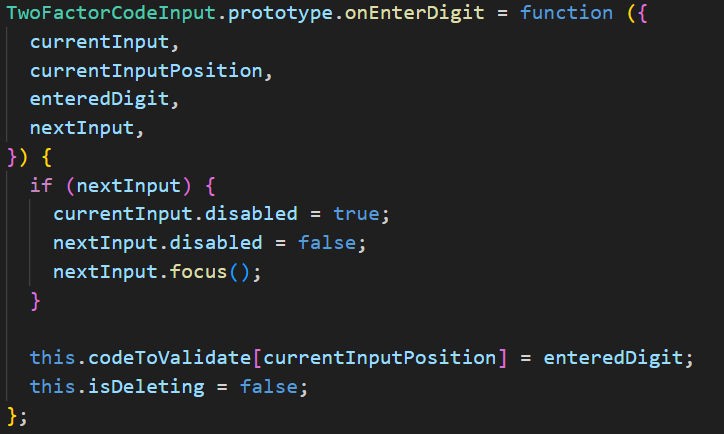 TwoFactorCodeInput.prototype.onEnterDigit = function ({
  currentInput,
  currentInputPosition,
  enteredDigit,
  nextInput,
}) {
  if (nextInput) {
    currentInput.disabled = true;
    nextInput.disabled = false;
    nextInput.focus();
  }

  this.codeToValidate[currentInputPosition] = enteredDigit;
  this.isDeleting = false;
};